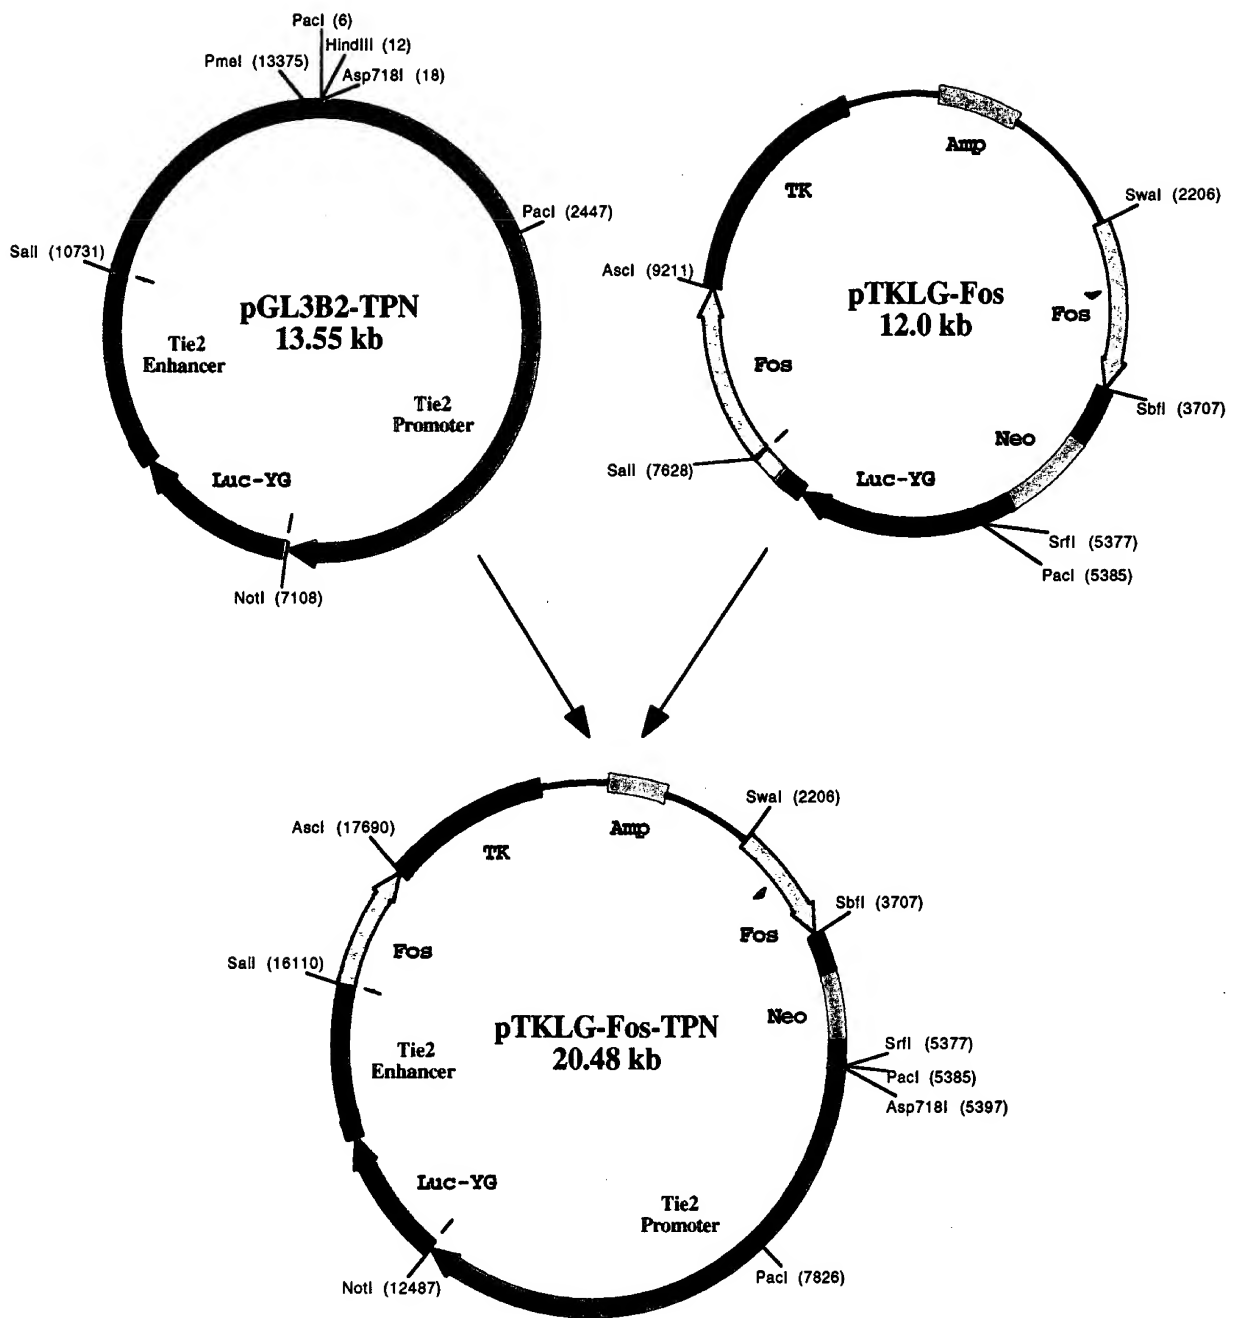 PacI (6)
HindIII (12)
PmeI (13375)
Asp718I (18)
PacI (2447)
SalI (10731)
pGL3B2-TPN
13.55 kb
Tie2
Enhancer
Tie2
Promoter
Luc-YG
NotI (7108)
Amp
TK
SwaI (2206)
AscI (9211)
pTKLG-Fos
12.0 kb
Fos
Fos
SbfI (3707)
Neo
SalI (7628)
Luc-YG
SrfI (5377)
PacI (5385)
SwaI (2206)
AscI (17690)
Amp
TK
SbfI (3707)
Fos
Fos
SalI (16110)
pTKLG-Fos-TPN
20.48 kb
Neo
SrfI (5377)
PacI (5385)
Asp718I (5397)
Tie2
Enhancer
Luc-YG
Tie2
Promoter
NotI (12487)
PacI (7826)